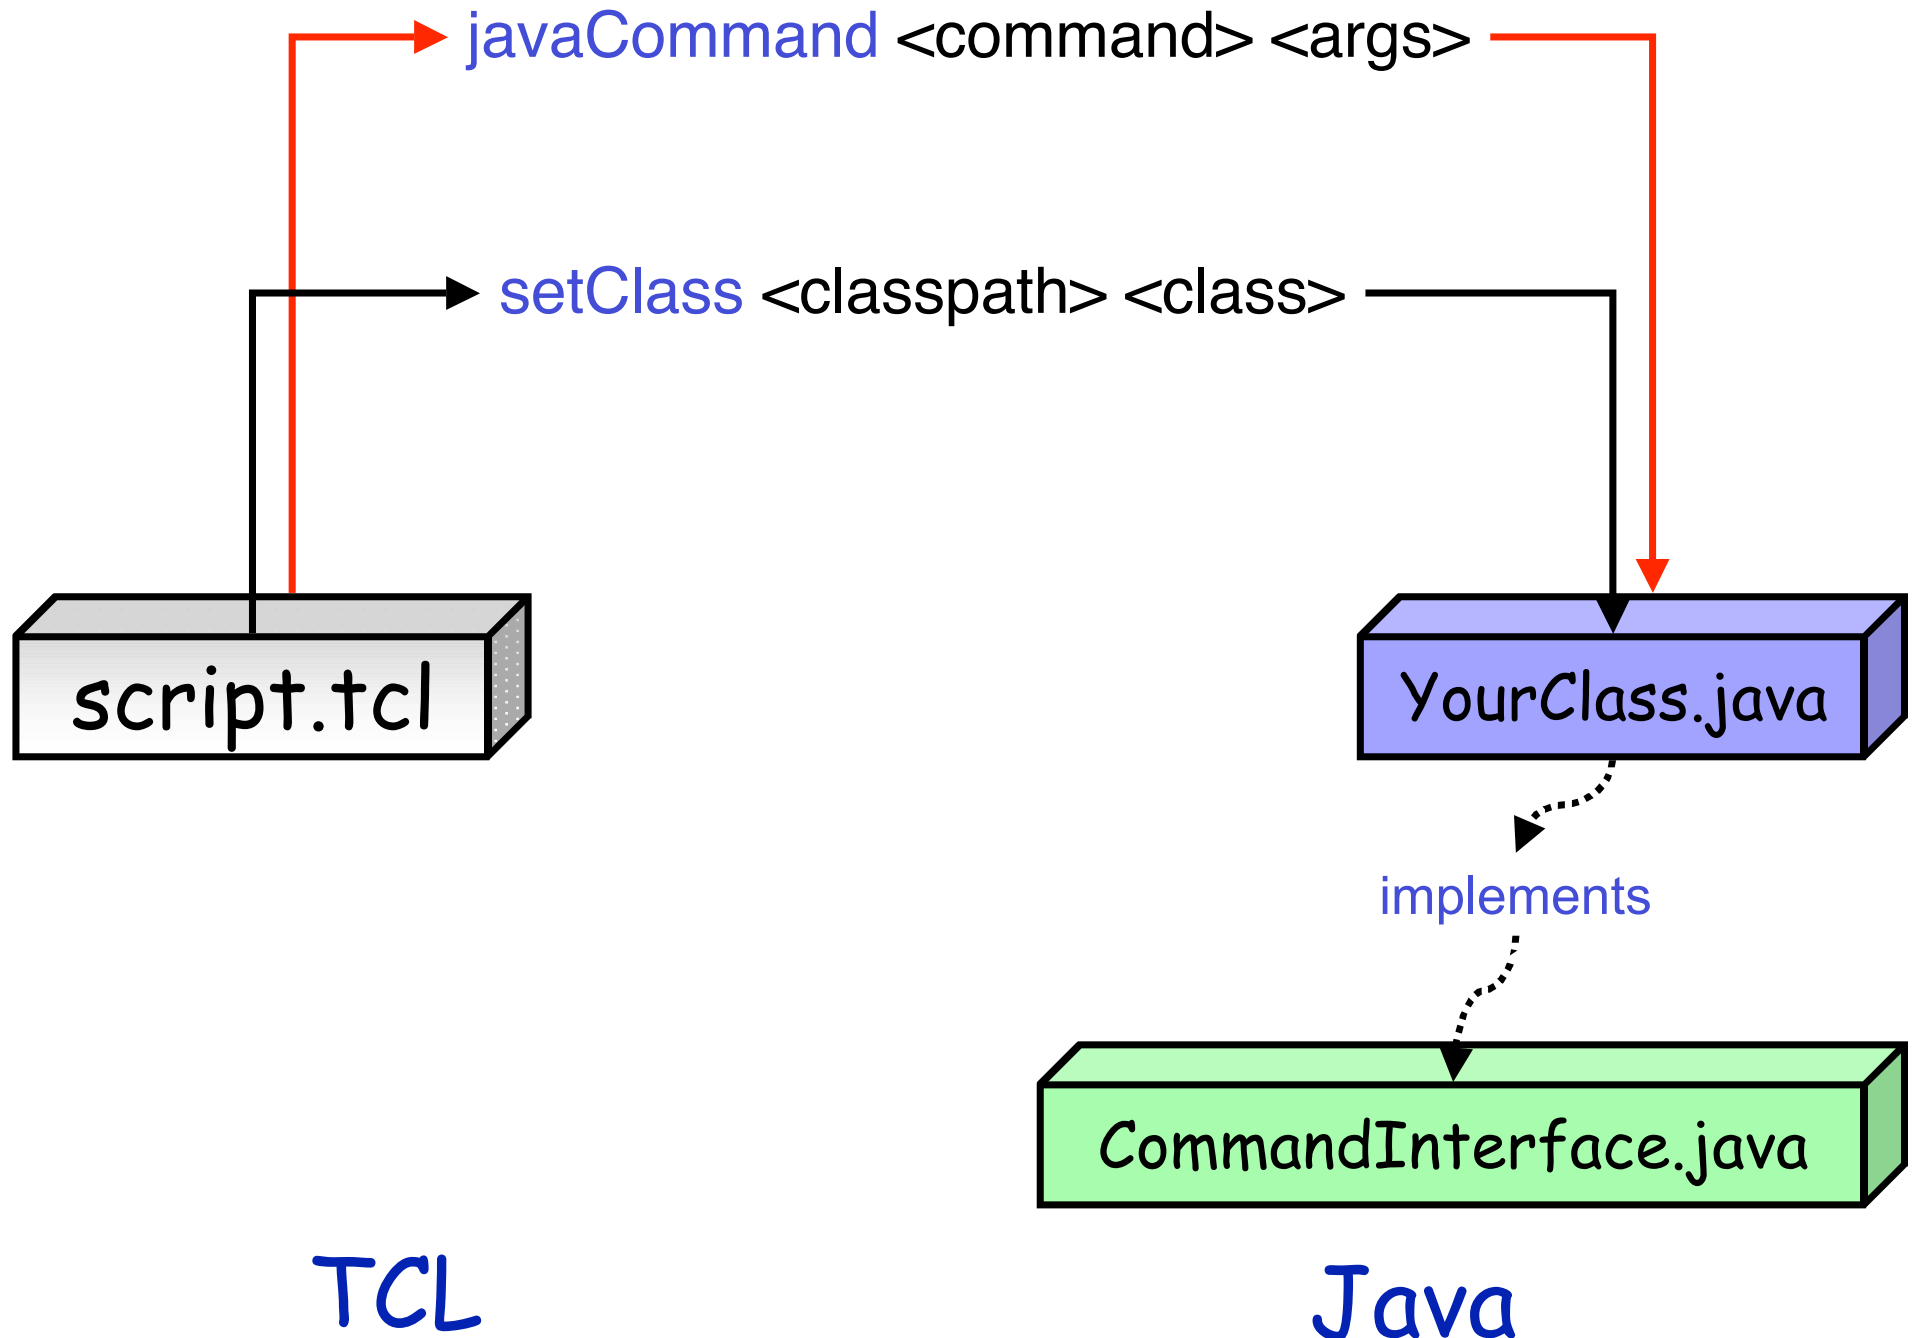 javaCommand <command> <args>
setClass <classpath> <class>
script.tcl
YourClass.java
implements
CommandInterface.java
TCL
Java